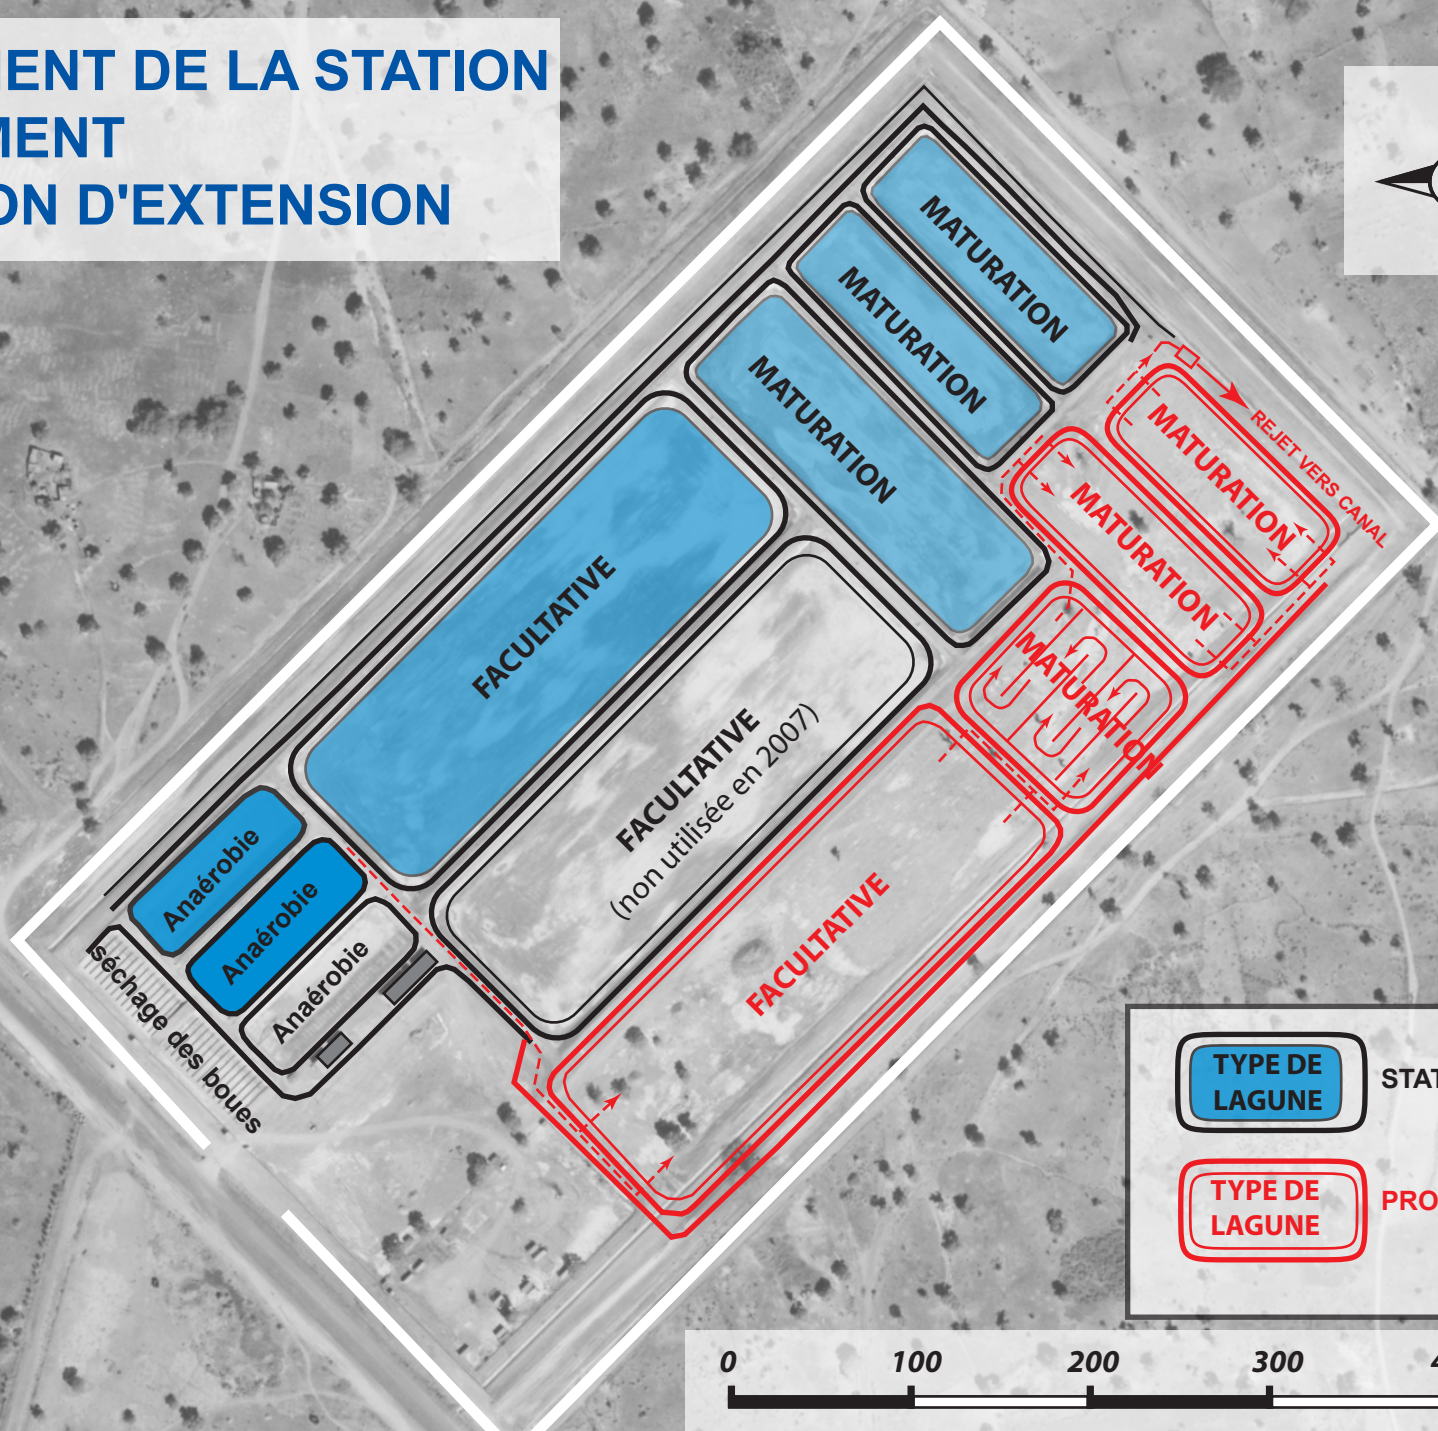 ENT DE LA STATION
MENT
ON D'EXTENSION
MATURATION
MATURATION
MATURATION
FACULTATIVE
FACULTATIVE
(non utilisée en 2007)
Anaérobie
Anaérobie
Anaérobie
séchage des boues
MATURATION
MATURATION
MATURATION
REJET VERS CANAL
FACULTATIVE
TYPE DE
LAGUNE
STAT
TYPE DE
LAGUNE
PRO
0 100 200 300